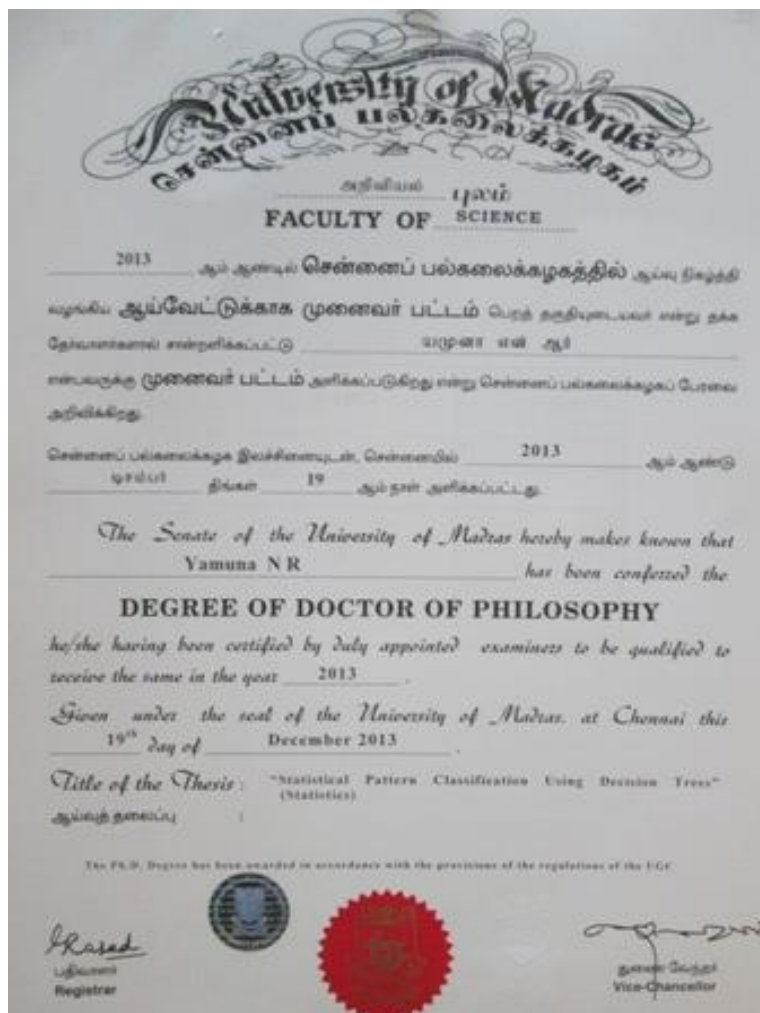 University of Madras
சென்னைப் பல்கலைக்கழகம்
அறிவியல் புலம்
FACULTY OF SCIENCE
2013 ஆம் ஆண்டில் சென்னைப் பல்கலைக்கழகத்தில் ஆய்வு நிகழ்த்தி
வழங்கிய ஆய்வேட்டுக்காக முனைவர் பட்டம் பெறத் தகுதியுடையவர் என்று தக்க
தேர்வாளர்களால் சான்றளிக்கப்பட்டு யமுனா என் ஆர்
என்பவருக்கு முனைவர் பட்டம் அளிக்கப்படுகிறது என்று சென்னைப் பல்கலைக்கழகப் பேரவை
அறிவிக்கிறது.
சென்னைப் பல்கலைக்கழக இலச்சினையுடன், சென்னையில் 2013 ஆம் ஆண்டு
டிசம்பர் திங்கள் 19 ஆம் நாள் அளிக்கப்பட்டது.
The Senate of the University of Madras hereby makes known that
Yamuna N R has been conferred the
DEGREE OF DOCTOR OF PHILOSOPHY
he/she having been certified by duly appointed examiners to be qualified to
receive the same in the year 2013 .
Given under the seal of the University of Madras, at Chennai this
19th day of December 2013 .
Title of the Thesis : "Statistical Pattern Classification Using Decision Trees"
(Statistics)
ஆய்வுத் தலைப்பு :
The Ph.D. Degree has been awarded in accordance with the provisions of the regulations of the UGC
பதிவாளர்
Registrar
துணை வேந்தர்
Vice-Chancellor